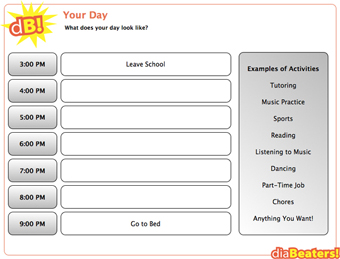 dB!
Your Day
What does your day look like?
3:00 PM
Leave School
4:00 PM
5:00 PM
6:00 PM
7:00 PM
8:00 PM
9:00 PM
Go to Bed
Examples of Activities
Tutoring
Music Practice
Sports
Reading
Listening to Music
Dancing
Part-Time Job
Chores
Anything You Want!
diaBeaters!